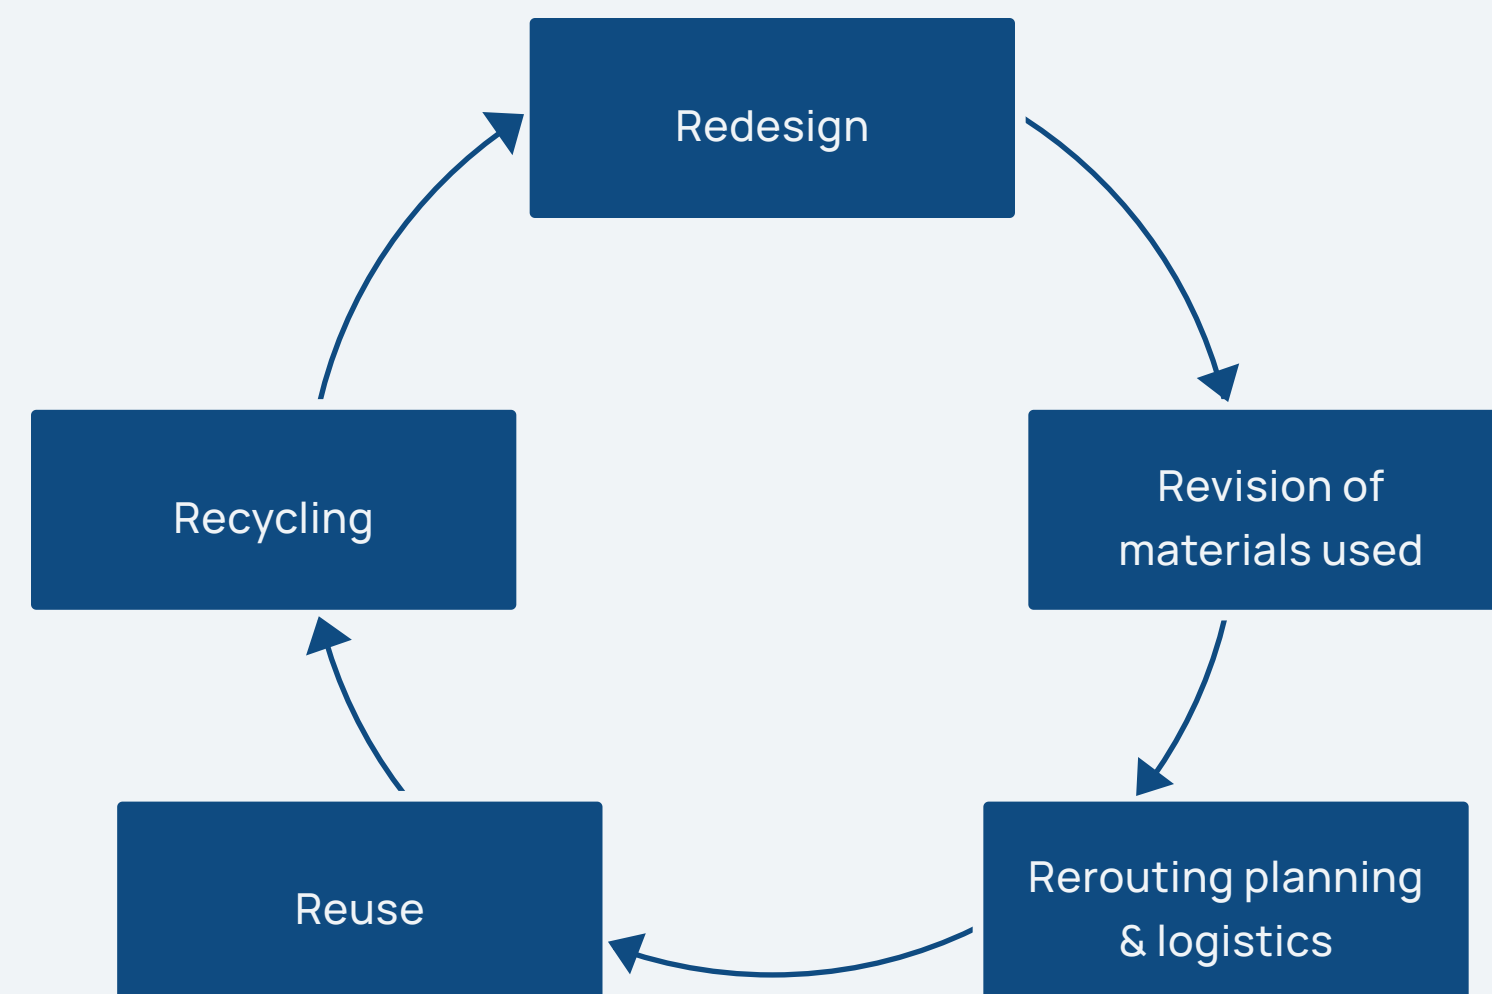 Redesign
Recycling
Revision of
materials used
Reuse
Rerouting planning
& logistics